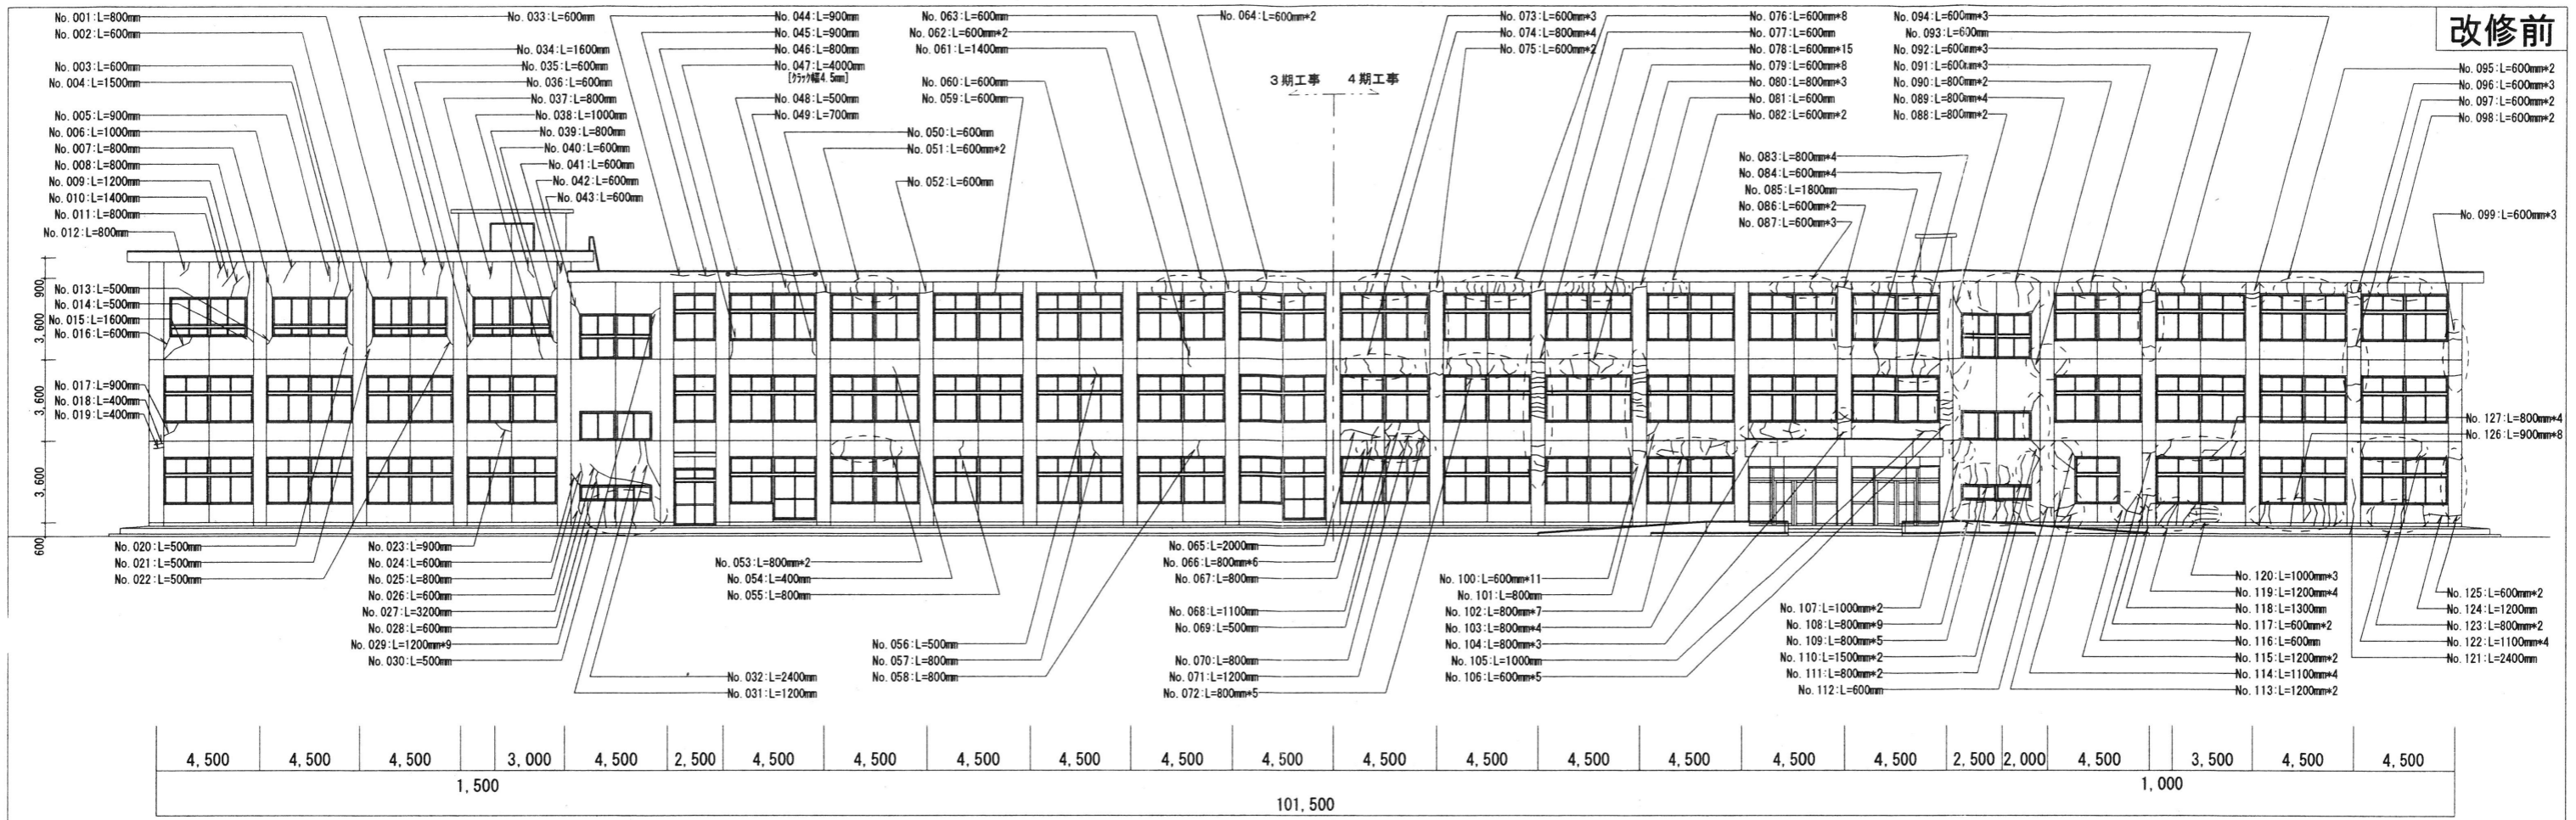 改修前
No. 001:L=800mm
No. 002:L=600mm
No. 003:L=600mm
No. 004:L=1500mm
No. 005:L=900mm
No. 006:L=1000mm
No. 007:L=800mm
No. 008:L=800mm
No. 009:L=1200mm
No. 010:L=1400mm
No. 011:L=800mm
No. 012:L=800mm
No. 013:L=500mm
No. 014:L=500mm
No. 015:L=1600mm
No. 016:L=600mm
No. 017:L=900mm
No. 018:L=400mm
No. 019:L=400mm
No. 020:L=500mm
No. 021:L=500mm
No. 022:L=500mm
No. 023:L=900mm
No. 024:L=600mm
No. 025:L=800mm
No. 026:L=600mm
No. 027:L=3200mm
No. 028:L=600mm
No. 029:L=1200mm*9
No. 030:L=500mm
No. 032:L=2400mm
No. 031:L=1200mm
No. 033:L=600mm
No. 034:L=1600mm
No. 035:L=600mm
No. 036:L=600mm
No. 037:L=800mm
No. 038:L=1000mm
No. 039:L=800mm
No. 040:L=600mm
No. 041:L=600mm
No. 042:L=600mm
No. 043:L=600mm
No. 044:L=900mm
No. 045:L=900mm
No. 046:L=800mm
No. 047:L=4000mm
[クラック幅4.5mm]
No. 048:L=500mm
No. 049:L=700mm
No. 063:L=600mm
No. 062:L=600mm*2
No. 061:L=1400mm
No. 060:L=600mm
No. 059:L=600mm
No. 050:L=600mm
No. 051:L=600mm*2
No. 052:L=600mm
No. 053:L=800mm*2
No. 054:L=400mm
No. 055:L=800mm
No. 056:L=500mm
No. 057:L=800mm
No. 058:L=800mm
No. 064:L=600mm*2
3期工事 4期工事
No. 065:L=2000mm
No. 066:L=800mm*6
No. 067:L=800mm
No. 068:L=1100mm
No. 069:L=500mm
No. 070:L=800mm
No. 071:L=1200mm
No. 072:L=800mm*5
No. 073:L=600mm*3
No. 074:L=800mm*4
No. 075:L=600mm*2
No. 076:L=600mm*8
No. 077:L=600mm
No. 078:L=600mm*15
No. 079:L=600mm*8
No. 080:L=800mm*3
No. 081:L=600mm
No. 082:L=600mm*2
No. 083:L=800mm*4
No. 084:L=600mm*4
No. 085:L=1800mm
No. 086:L=600mm*2
No. 087:L=600mm*3
No. 094:L=600mm*3
No. 093:L=600mm
No. 092:L=600mm*3
No. 091:L=600mm*3
No. 090:L=800mm*2
No. 089:L=800mm*4
No. 088:L=800mm*2
No. 095:L=600mm*2
No. 096:L=600mm*3
No. 097:L=600mm*2
No. 098:L=600mm*2
No. 099:L=600mm*3
No. 127:L=800mm*4
No. 126:L=900mm*8
No. 100:L=600mm*11
No. 101:L=800mm
No. 102:L=800mm*7
No. 103:L=800mm*4
No. 104:L=800mm*3
No. 105:L=1000mm
No. 106:L=600mm*5
No. 107:L=1000mm*2
No. 108:L=800mm*9
No. 109:L=800mm*5
No. 110:L=1500mm*2
No. 111:L=800mm*2
No. 112:L=600mm
No. 120:L=1000mm*3
No. 119:L=1200mm*4
No. 118:L=1300mm
No. 117:L=600mm*2
No. 116:L=600mm
No. 115:L=1200mm*2
No. 114:L=1100mm*4
No. 113:L=1200mm*2
No. 125:L=600mm*2
No. 124:L=1200mm
No. 123:L=800mm*2
No. 122:L=1100mm*4
No. 121:L=2400mm
900
3,600
3,600
3,600
600
4,500 4,500 4,500 3,000 4,500 2,500 4,500 4,500 4,500 4,500 4,500 4,500 4,500 4,500 4,500 4,500 4,500 4,500 2,500 2,000 4,500 3,500 4,500 4,500
1,500 1,000
101,500